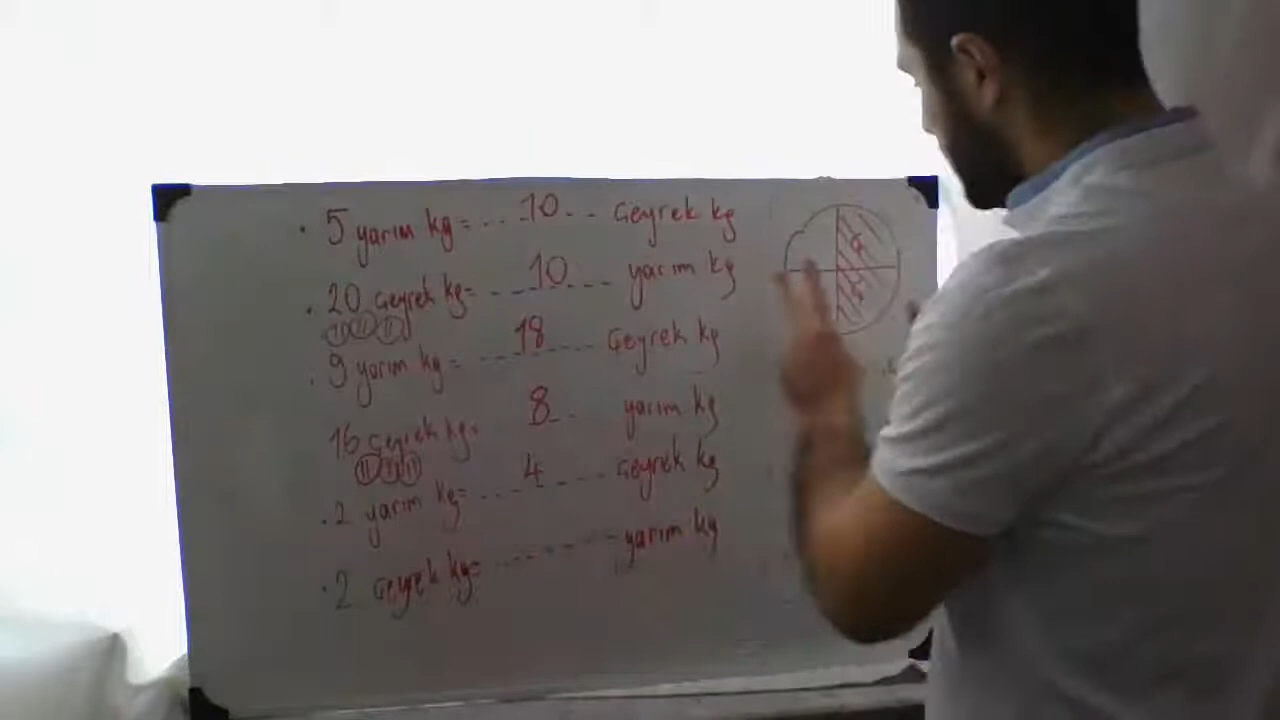 • 5 yarım kg = ... 10 .. Çeyrek kg
• 20 Çeyrek kg = ... 10 ... yarım kg
• 9 yarım kg = ... 18 ... Çeyrek kg
16 Çeyrek kg = 8 .. yarım kg
• 2 yarım kg = ... 4 ... Çeyrek kg
• 2 Çeyrek kg = ...... yarım kg